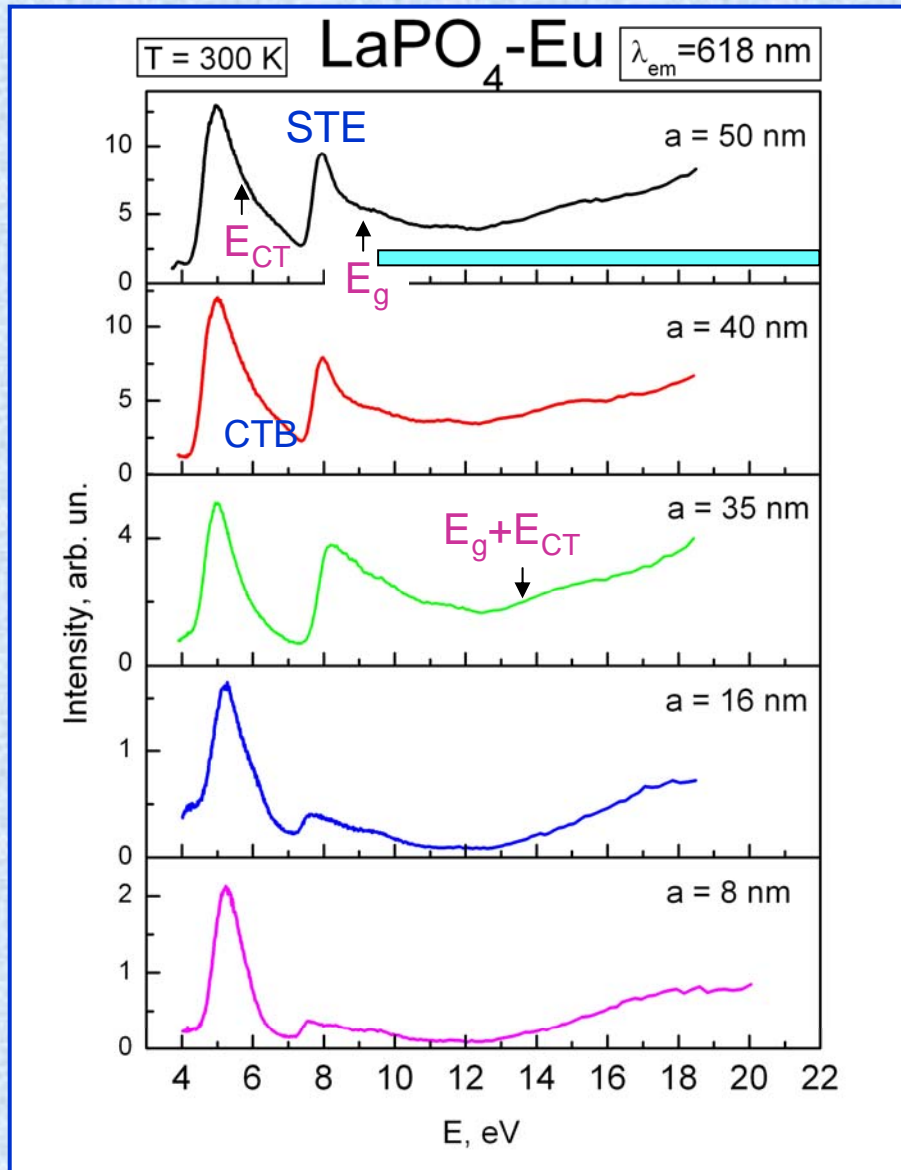 T = 300 K LaPO4-Eu λem=618 nm
Intensity, arb. un.
10
5
0
STE
a = 50 nm
ECT
Eg
10
5
0
a = 40 nm
CTB
4
0
a = 35 nm
Eg+ECT
1
0
a = 16 nm
2
1
0
a = 8 nm
4 6 8 10 12 14 16 18 20 22
E, eV